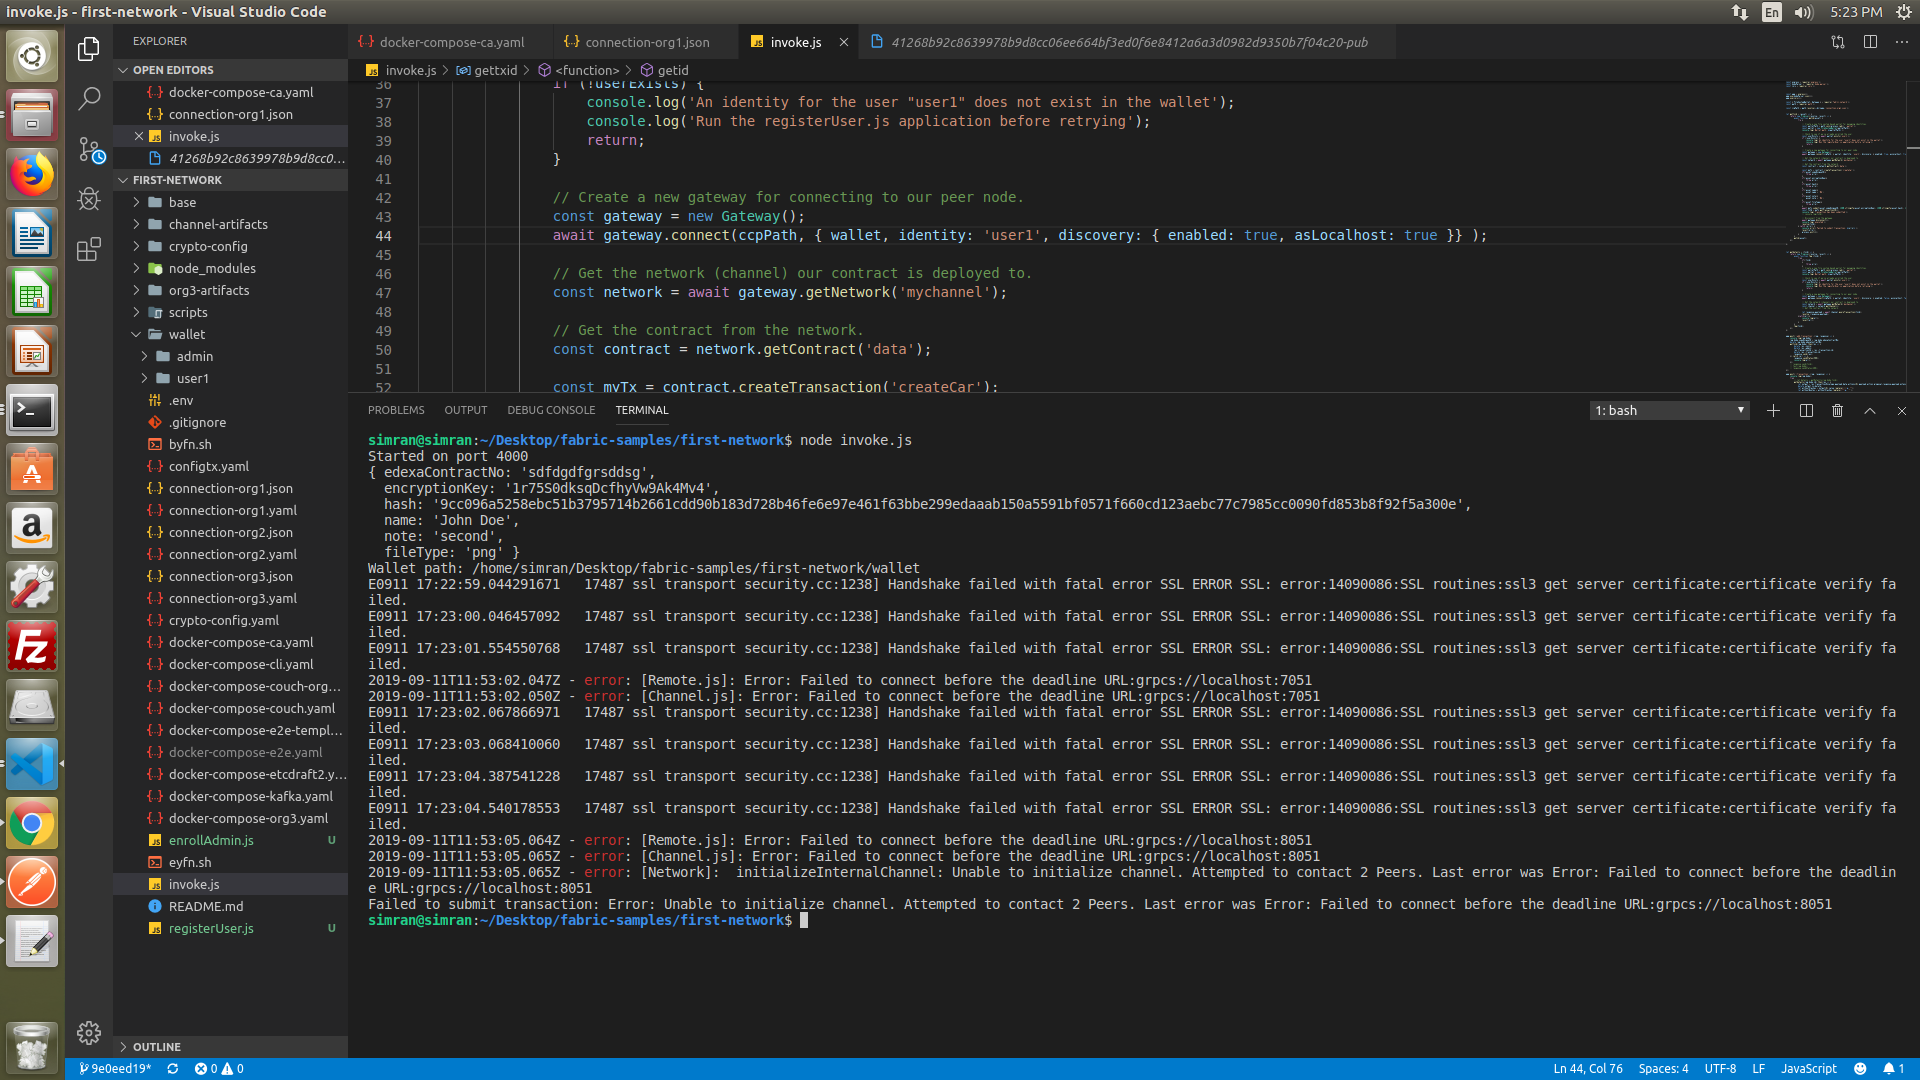 invoke.js - first-network - Visual Studio Code
En
5:23 PM
EXPLORER
OPEN EDITORS
docker-compose-ca.yaml
connection-org1.json
invoke.js
41268b92c8639978b9d8cc0...
FIRST-NETWORK
base
channel-artifacts
crypto-config
node_modules
org3-artifacts
scripts
wallet
admin
user1
.env
.gitignore
byfn.sh
configtx.yaml
connection-org1.json
connection-org1.yaml
connection-org2.json
connection-org2.yaml
connection-org3.json
connection-org3.yaml
crypto-config.yaml
docker-compose-ca.yaml
docker-compose-cli.yaml
docker-compose-couch-org...
docker-compose-couch.yaml
docker-compose-e2e-templ...
docker-compose-e2e.yaml
docker-compose-etcdraft2.y...
docker-compose-kafka.yaml
docker-compose-org3.yaml
enrollAdmin.js U
eyfn.sh
invoke.js
README.md
registerUser.js U
OUTLINE
docker-compose-ca.yaml
connection-org1.json
invoke.js
41268b92c8639978b9d8cc06ee664bf3ed0f6e8412a6a3d0982d9350b7f04c20-pub
invoke.js > gettxid > <function> > getid
36 if (!userExists) {
37 console.log('An identity for the user "user1" does not exist in the wallet');
38 console.log('Run the registerUser.js application before retrying');
39 return;
40 }
41
42 // Create a new gateway for connecting to our peer node.
43 const gateway = new Gateway();
44 await gateway.connect(ccpPath, { wallet, identity: 'user1', discovery: { enabled: true, asLocalhost: true }} );
45
46 // Get the network (channel) our contract is deployed to.
47 const network = await gateway.getNetwork('mychannel');
48
49 // Get the contract from the network.
50 const contract = network.getContract('data');
51
52 const myTx = contract.createTransaction('createCar');
PROBLEMS OUTPUT DEBUG CONSOLE TERMINAL 1: bash
simran@simran:~/Desktop/fabric-samples/first-network$ node invoke.js
Started on port 4000
{ edexaContractNo: 'sdfdgdfgrsddsg',
encryptionKey: '1r75S0dksqDcfhyVw9Ak4Mv4',
hash: '9cc096a5258ebc51b3795714b2661cdd90b183d728b46fe6e97e461f63bbe299edaaab150a5591bf0571f660cd123aebc77c7985cc0090fd853b8f92f5a300e',
name: 'John Doe',
note: 'second',
fileType: 'png' }
Wallet path: /home/simran/Desktop/fabric-samples/first-network/wallet
E0911 17:22:59.044291671 17487 ssl transport security.cc:1238] Handshake failed with fatal error SSL ERROR SSL: error:14090086:SSL routines:ssl3 get server certificate:certificate verify fa
iled.
E0911 17:23:00.046457092 17487 ssl transport security.cc:1238] Handshake failed with fatal error SSL ERROR SSL: error:14090086:SSL routines:ssl3 get server certificate:certificate verify fa
iled.
E0911 17:23:01.554550768 17487 ssl transport security.cc:1238] Handshake failed with fatal error SSL ERROR SSL: error:14090086:SSL routines:ssl3 get server certificate:certificate verify fa
iled.
2019-09-11T11:53:02.047Z - error: [Remote.js]: Error: Failed to connect before the deadline URL:grpcs://localhost:7051
2019-09-11T11:53:02.050Z - error: [Channel.js]: Error: Failed to connect before the deadline URL:grpcs://localhost:7051
E0911 17:23:02.067866971 17487 ssl transport security.cc:1238] Handshake failed with fatal error SSL ERROR SSL: error:14090086:SSL routines:ssl3 get server certificate:certificate verify fa
iled.
E0911 17:23:03.068410060 17487 ssl transport security.cc:1238] Handshake failed with fatal error SSL ERROR SSL: error:14090086:SSL routines:ssl3 get server certificate:certificate verify fa
iled.
E0911 17:23:04.387541228 17487 ssl transport security.cc:1238] Handshake failed with fatal error SSL ERROR SSL: error:14090086:SSL routines:ssl3 get server certificate:certificate verify fa
iled.
E0911 17:23:04.540178553 17487 ssl transport security.cc:1238] Handshake failed with fatal error SSL ERROR SSL: error:14090086:SSL routines:ssl3 get server certificate:certificate verify fa
iled.
2019-09-11T11:53:05.064Z - error: [Remote.js]: Error: Failed to connect before the deadline URL:grpcs://localhost:8051
2019-09-11T11:53:05.065Z - error: [Channel.js]: Error: Failed to connect before the deadline URL:grpcs://localhost:8051
2019-09-11T11:53:05.065Z - error: [Network]: _initializeInternalChannel: Unable to initialize channel. Attempted to contact 2 Peers. Last error was Error: Failed to connect before the deadlin
e URL:grpcs://localhost:8051
Failed to submit transaction: Error: Unable to initialize channel. Attempted to contact 2 Peers. Last error was Error: Failed to connect before the deadline URL:grpcs://localhost:8051
simran@simran:~/Desktop/fabric-samples/first-network$
9e0eed19* 0 0 Ln 44, Col 76 Spaces: 4 UTF-8 LF JavaScript 1